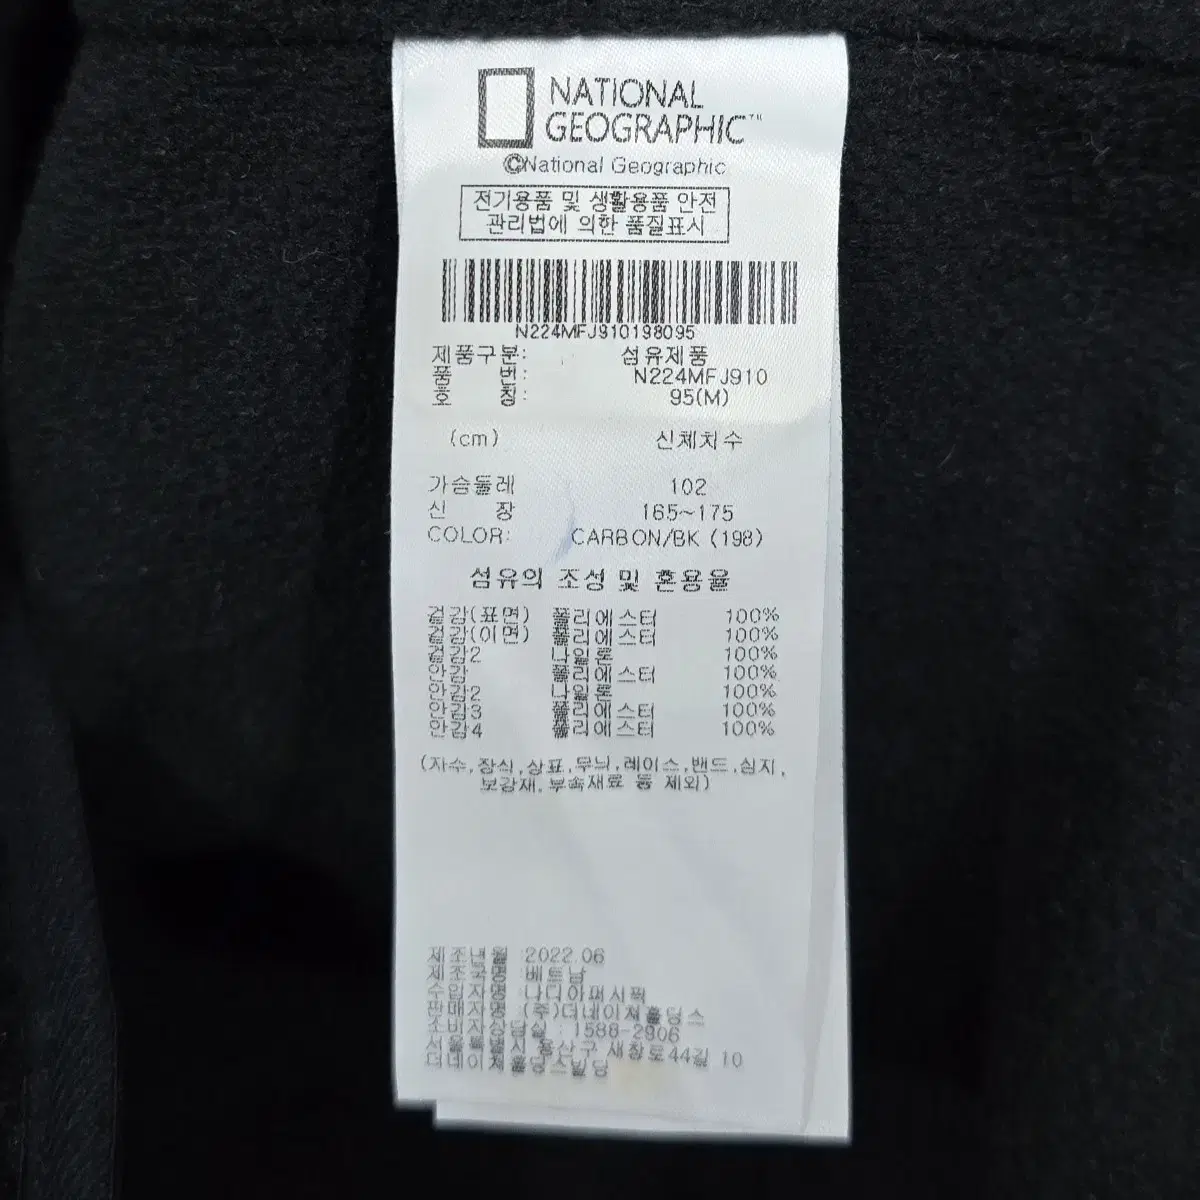 NATIONAL
GEOGRAPHIC™
©National Geographic
전기용품 및 생활용품 안전
관리법에 의한 품질표시
N224MFJ910198095
제품구분: 섬유제품
품 번: N224MFJ910
호 칭: 95(M)
(cm) 신체치수
가슴둘레 102
신 장 165~175
COLOR: CARBON/BK (198)
섬유의 조성 및 혼용율
겉감(표면) 폴리에스터 100%
겉감(이면) 폴리에스터 100%
겉감2 나일론 100%
안감 폴리에스터 100%
안감2 나일론 100%
안감3 폴리에스터 100%
안감4 폴리에스터 100%
(자수,장식,상표,무늬,레이스,밴드,심지,
보강재,부속재료 등 제외)
제조년월 : 2022.06
제조국명 : 베트남
수입자명 : 나디아퍼시픽
판매자명 : (주)더네이쳐홀딩스
소비자상담실 : 1588-2906
서울특별시 용산구 새창로44길 10
더네이쳐홀딩스빌딩